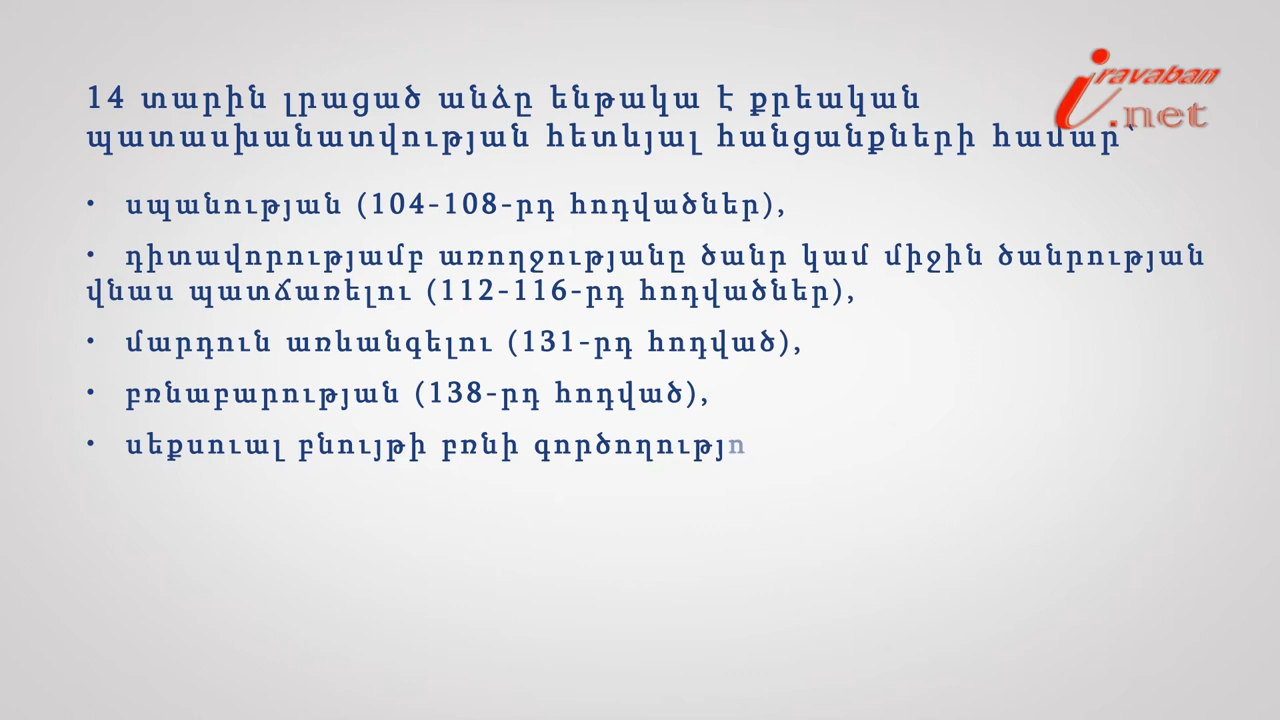 14 տարին լրացած անձը ենթակա է քրեական
պատասխանատվության հետևյալ հանցանքների համար՝
• սպանության (104-108-րդ հոդվածներ),
• դիտավորությամբ առողջությանը ծանր կամ միջին ծանրության
վնաս պատճառելու (112-116-րդ հոդվածներ),
• մարդուն առևանգելու (131-րդ հոդված),
• բռնաբարության (138-րդ հոդված),
• սեքսուալ բնույթի բռնի գործողությո
iravaban
.net